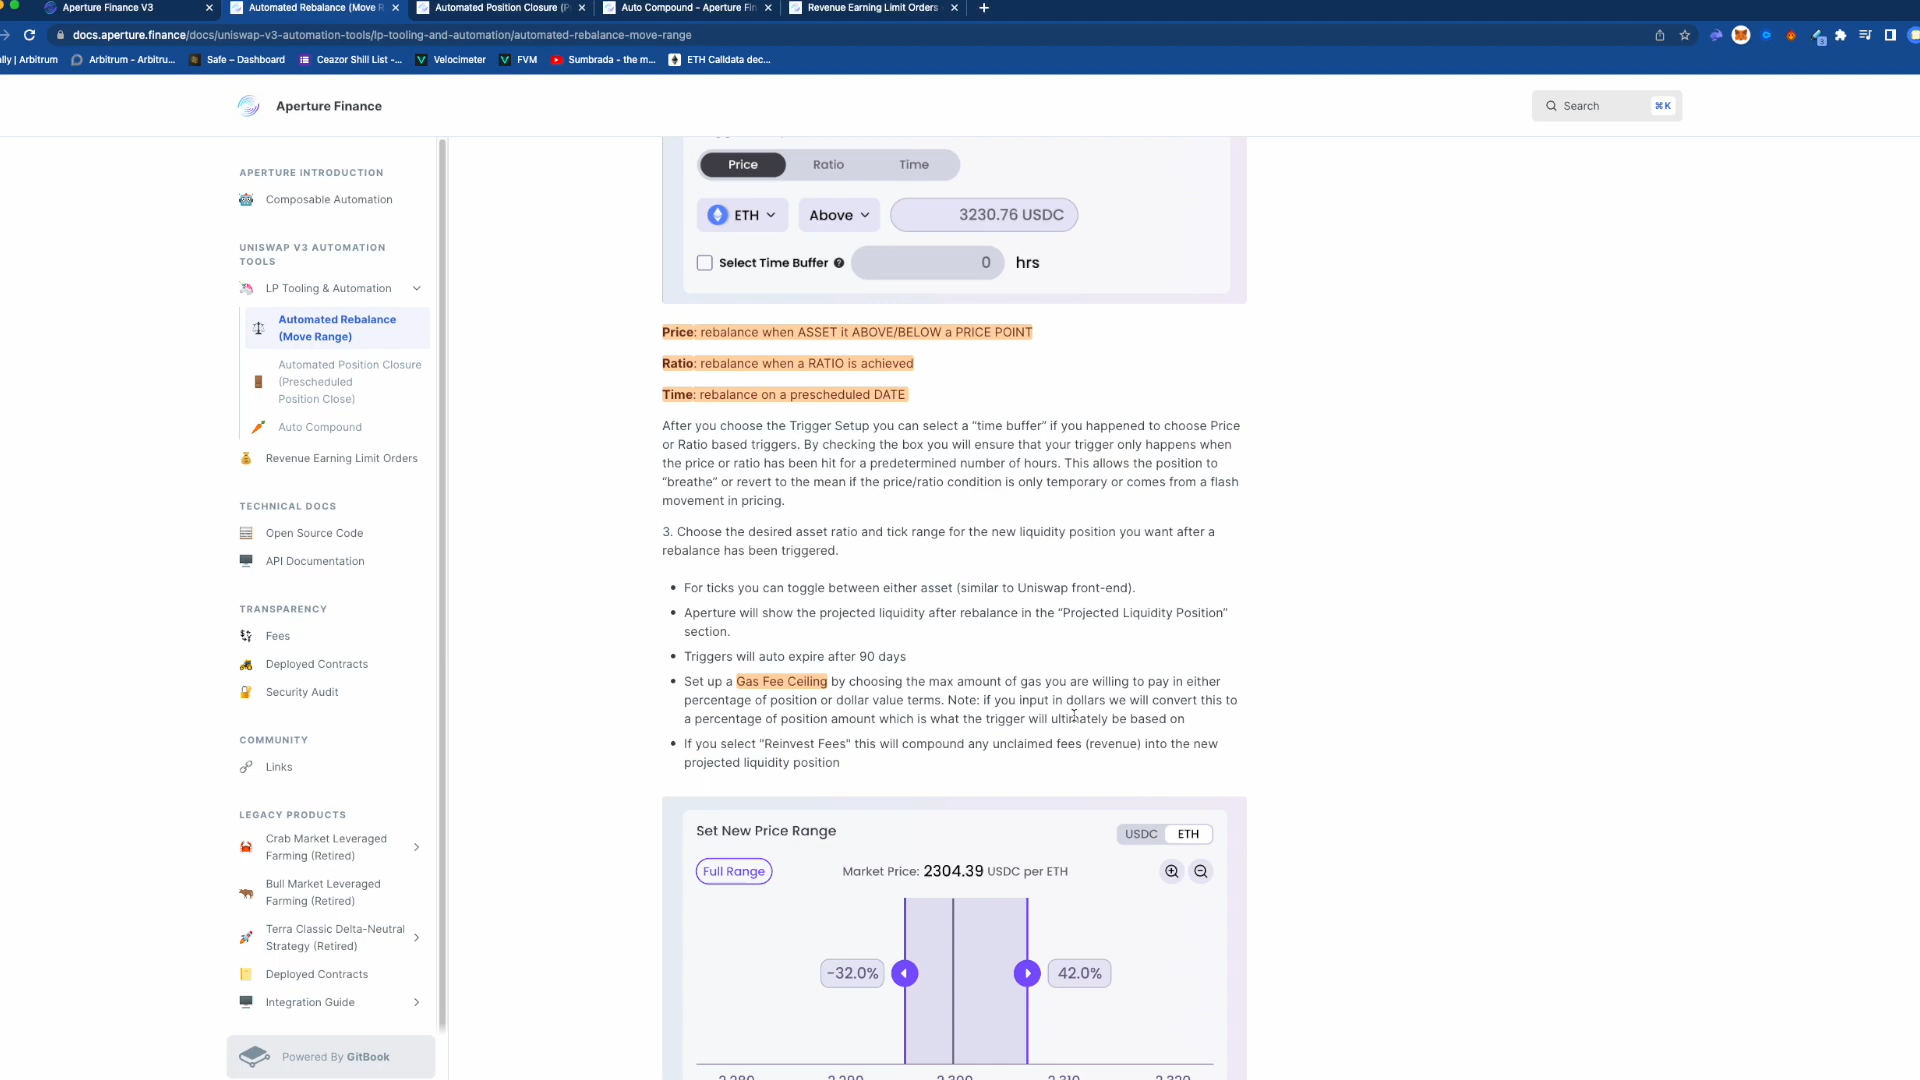 Aperture Finance V3
Automated Rebalance (Move R
Automated Position Closure (P
Auto Compound - Aperture Fin
Revenue Earning Limit Orders
docs.aperture.finance/docs/uniswap-v3-automation-tools/lp-tooling-and-automation/automated-rebalance-move-range
lly | Arbitrum
Arbitrum – Arbitru...
Safe – Dashboard
Ceazor Shill List -...
Velocimeter
FVM
Sumbrada - the m...
ETH Calldata dec...
Aperture Finance
Search
⌘K
APERTURE INTRODUCTION
Composable Automation
UNISWAP V3 AUTOMATION
TOOLS
LP Tooling & Automation
Automated Rebalance
(Move Range)
Automated Position Closure
(Prescheduled
Position Close)
Auto Compound
Revenue Earning Limit Orders
TECHNICAL DOCS
Open Source Code
API Documentation
TRANSPARENCY
Fees
Deployed Contracts
Security Audit
COMMUNITY
Links
LEGACY PRODUCTS
Crab Market Leveraged
Farming (Retired)
Bull Market Leveraged
Farming (Retired)
Terra Classic Delta-Neutral
Strategy (Retired)
Deployed Contracts
Integration Guide
Powered By GitBook
Price Ratio Time
ETH Above 3230.76 USDC
Select Time Buffer 0 hrs
Price: rebalance when ASSET it ABOVE/BELOW a PRICE POINT
Ratio: rebalance when a RATIO is achieved
Time: rebalance on a prescheduled DATE
After you choose the Trigger Setup you can select a “time buffer” if you happened to choose Price
or Ratio based triggers. By checking the box you will ensure that your trigger only happens when
the price or ratio has been hit for a predetermined number of hours. This allows the position to
“breathe” or revert to the mean if the price/ratio condition is only temporary or comes from a flash
movement in pricing.
3. Choose the desired asset ratio and tick range for the new liquidity position you want after a
rebalance has been triggered.
• For ticks you can toggle between either asset (similar to Uniswap front-end).
• Aperture will show the projected liquidity after rebalance in the “Projected Liquidity Position”
section.
• Triggers will auto expire after 90 days
• Set up a Gas Fee Ceiling by choosing the max amount of gas you are willing to pay in either
percentage of position or dollar value terms. Note: if you input in dollars we will convert this to
a percentage of position amount which is what the trigger will ultimately be based on
• If you select "Reinvest Fees" this will compound any unclaimed fees (revenue) into the new
projected liquidity position
Set New Price Range
USDC ETH
Full Range
Market Price: 2304.39 USDC per ETH
-32.0%
42.0%
2,280 2,290 2,300 2,310 2,320